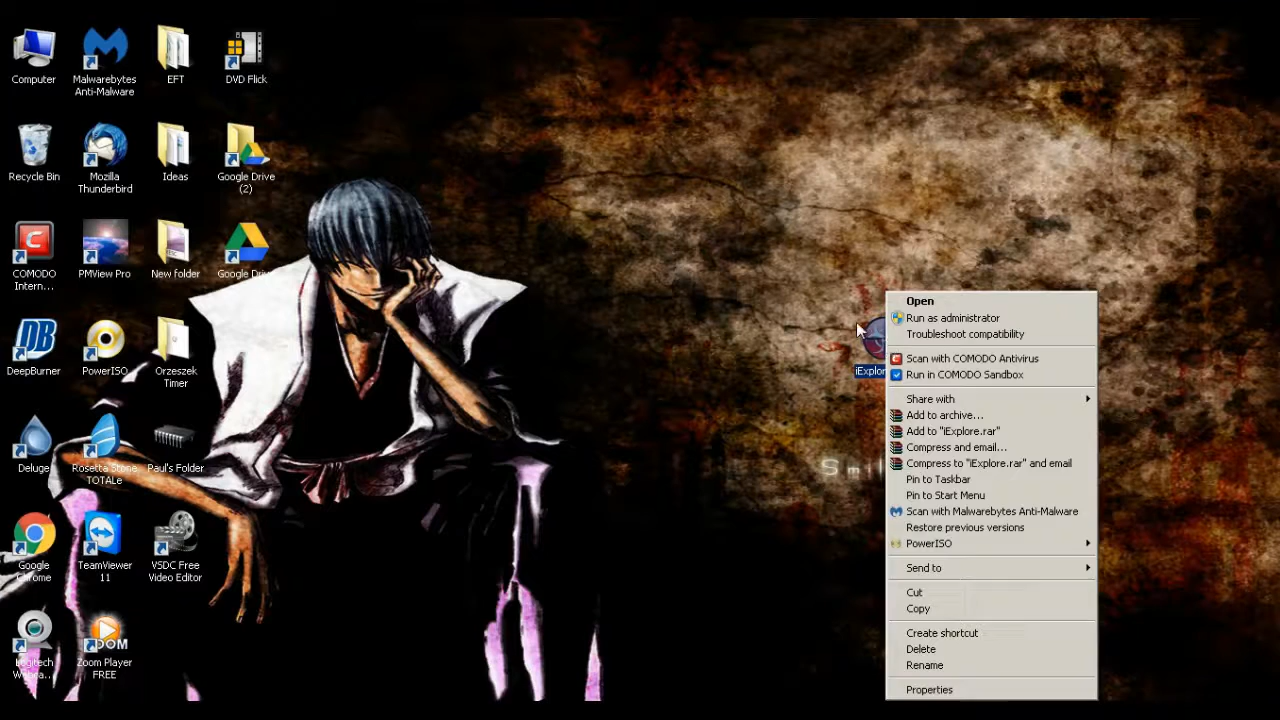 Computer
Malwarebytes
Anti-Malware
EFT
DVD Flick
Recycle Bin
Mozilla
Thunderbird
Ideas
Google Drive
(2)
COMODO
Intern...
PMView Pro
New folder
Google Drive
DeepBurner
PowerISO
Orzeszek
Timer
Deluge
Rosetta Stone
TOTALe
Paul's Folder
Google
Chrome
TeamViewer
11
VSDC Free
Video Editor
Logitech
Webca...
Zoom Player
FREE
iExplor
Smil
Open
Run as administrator
Troubleshoot compatibility
Scan with COMODO Antivirus
Run in COMODO Sandbox
Share with
Add to archive...
Add to "iExplore.rar"
Compress and email...
Compress to "iExplore.rar" and email
Pin to Taskbar
Pin to Start Menu
Scan with Malwarebytes Anti-Malware
Restore previous versions
PowerISO
Send to
Cut
Copy
Create shortcut
Delete
Rename
Properties